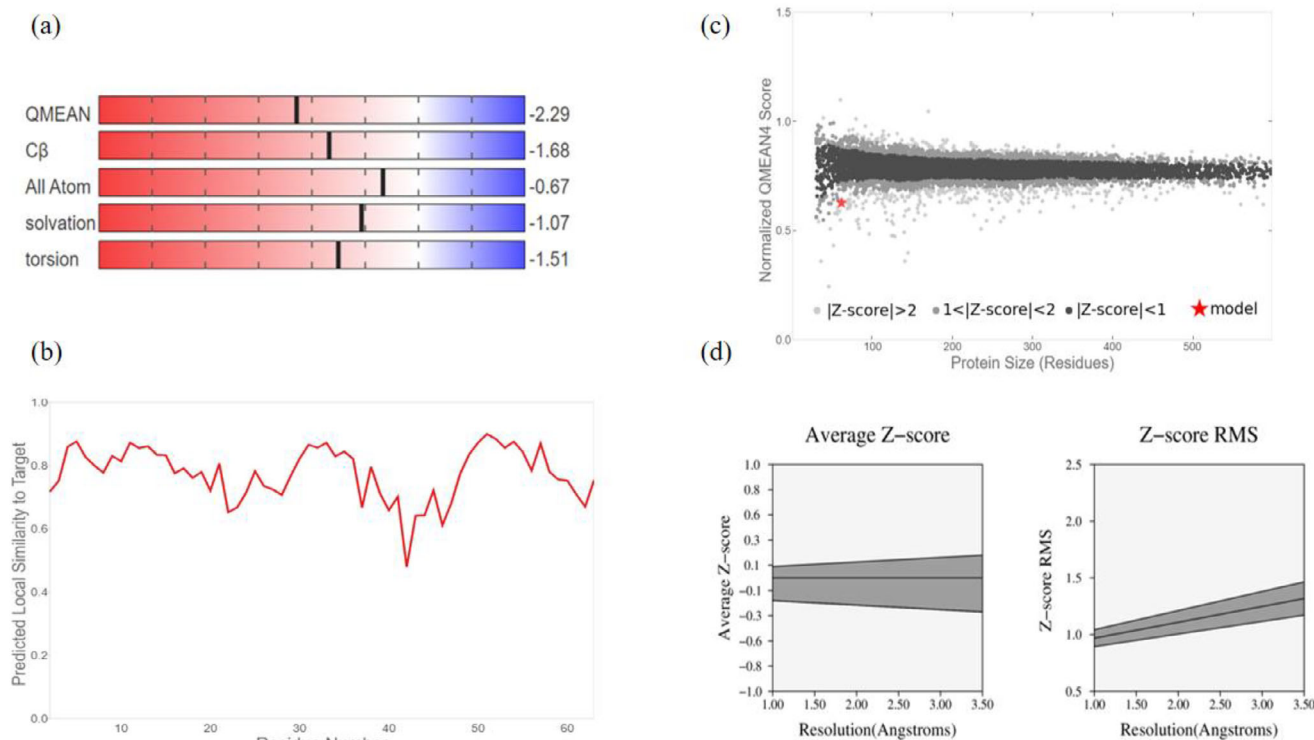 (a)
QMEAN -2.29
Cβ -1.68
All Atom -0.67
solvation -1.07
torsion -1.51
(b)
Predicted Local Similarity to Target
1.0
0.8
0.6
0.4
0.2
0.0
10 20 30 40 50 60
(c)
Normalized QMEAN4 Score
1.5
1.0
0.5
0.0
|Z-score|>2 1<|Z-score|<2 |Z-score|<1 model
100 200 300 400 500
Protein Size (Residues)
(d)
Average Z-score
Average Z-score
1.0
0.8
0.6
0.3
0.1
-0.1
-0.3
-0.6
-0.8
-1.0
1.00 1.50 2.00 2.50 3.00 3.50
Resolution(Angstroms)
Z-score RMS
Z-score RMS
2.5
2.0
1.5
1.0
0.5
1.00 1.50 2.00 2.50 3.00 3.50
Resolution(Angstroms)